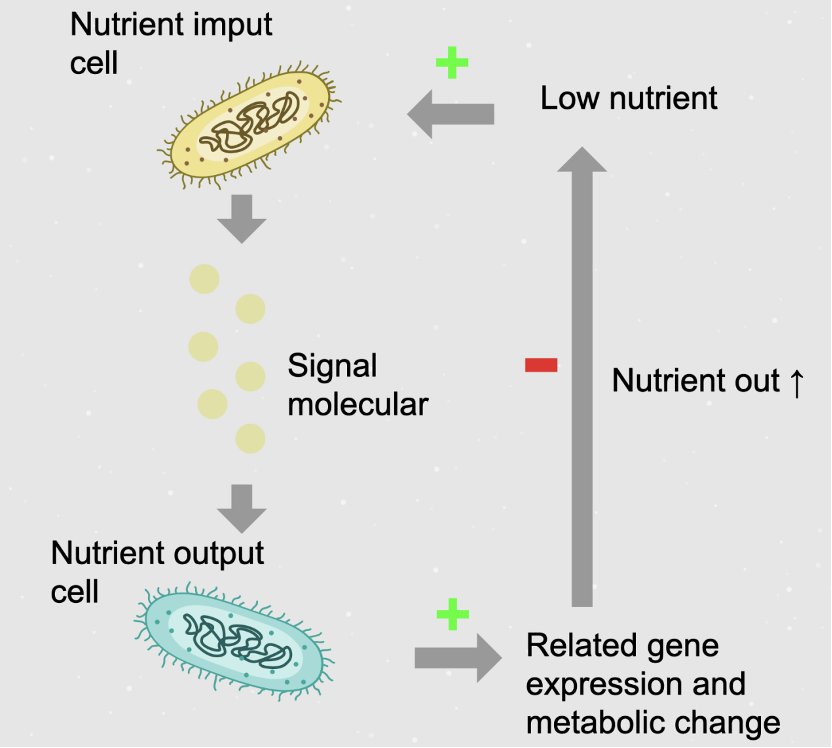 Nutrient imput
cell
+
Low nutrient
Signal
molecular
Nutrient out ↑
Nutrient output
cell
+
Related gene
expression and
metabolic change